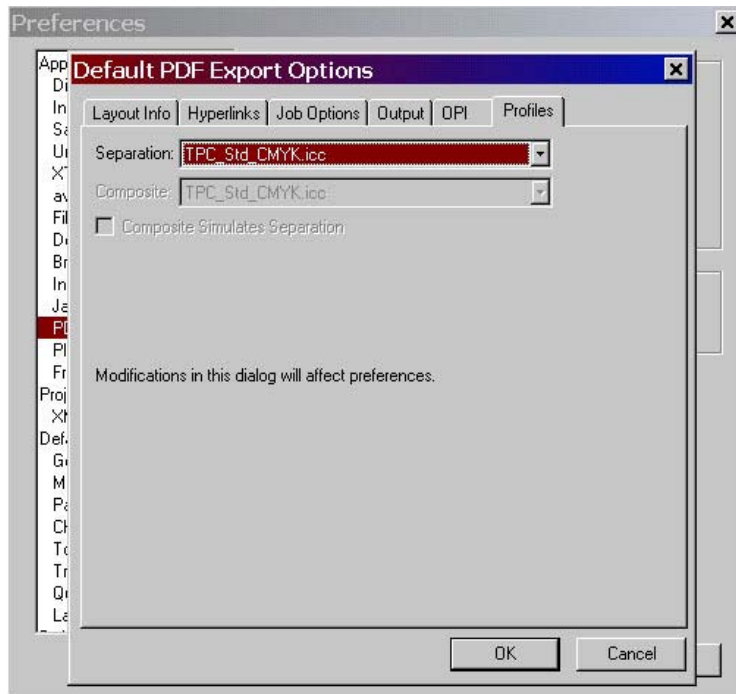 Preferences
Default PDF Export Options
Layout Info Hyperlinks Job Options Output OPI Profiles
Separation: TPC_Std_CMYK.icc
Composite: TPC_Std_CMYK.icc
Composite Simulates Separation
Modifications in this dialog will affect preferences.
OK Cancel